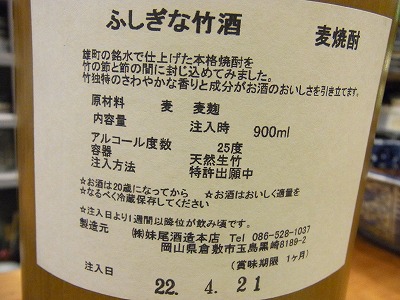 ふしぎな竹酒　麦焼酎
雄町の銘水で仕上げた本格焼酎を
竹の節と節の間に封じ込めてみました。
竹独特のさわやかな香りと成分がお酒のおいしさを引き立てます。
原材料　麦　麦麹
内容量　注入時　900ml
アルコール度数　25度
容器　天然生竹
注入方法　特許出願中
☆お酒は20歳になってから　☆お酒はおいしく適量を
☆なるべく冷蔵保存してください
☆注入日より1週間以降位が飲み頃です。
製造元　㈱妹尾酒造本店 Tel 086-528-1037
岡山県倉敷市玉島黒崎8189-2
（賞味期限 1ヶ月）
注入日　22. 4. 21